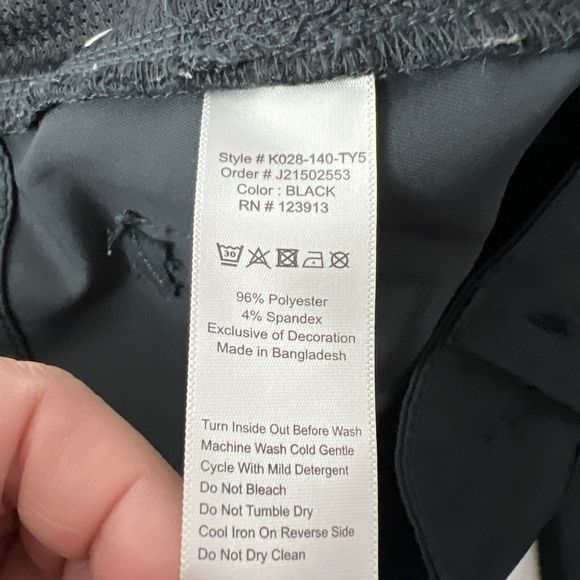 Style # K028-140-TY5
Order # J21502553
Color : BLACK
RN # 123913
30
96% Polyester
4% Spandex
Exclusive of Decoration
Made in Bangladesh
Turn Inside Out Before Wash
Machine Wash Cold Gentle
Cycle With Mild Detergent
Do Not Bleach
Do Not Tumble Dry
Cool Iron On Reverse Side
Do Not Dry Clean